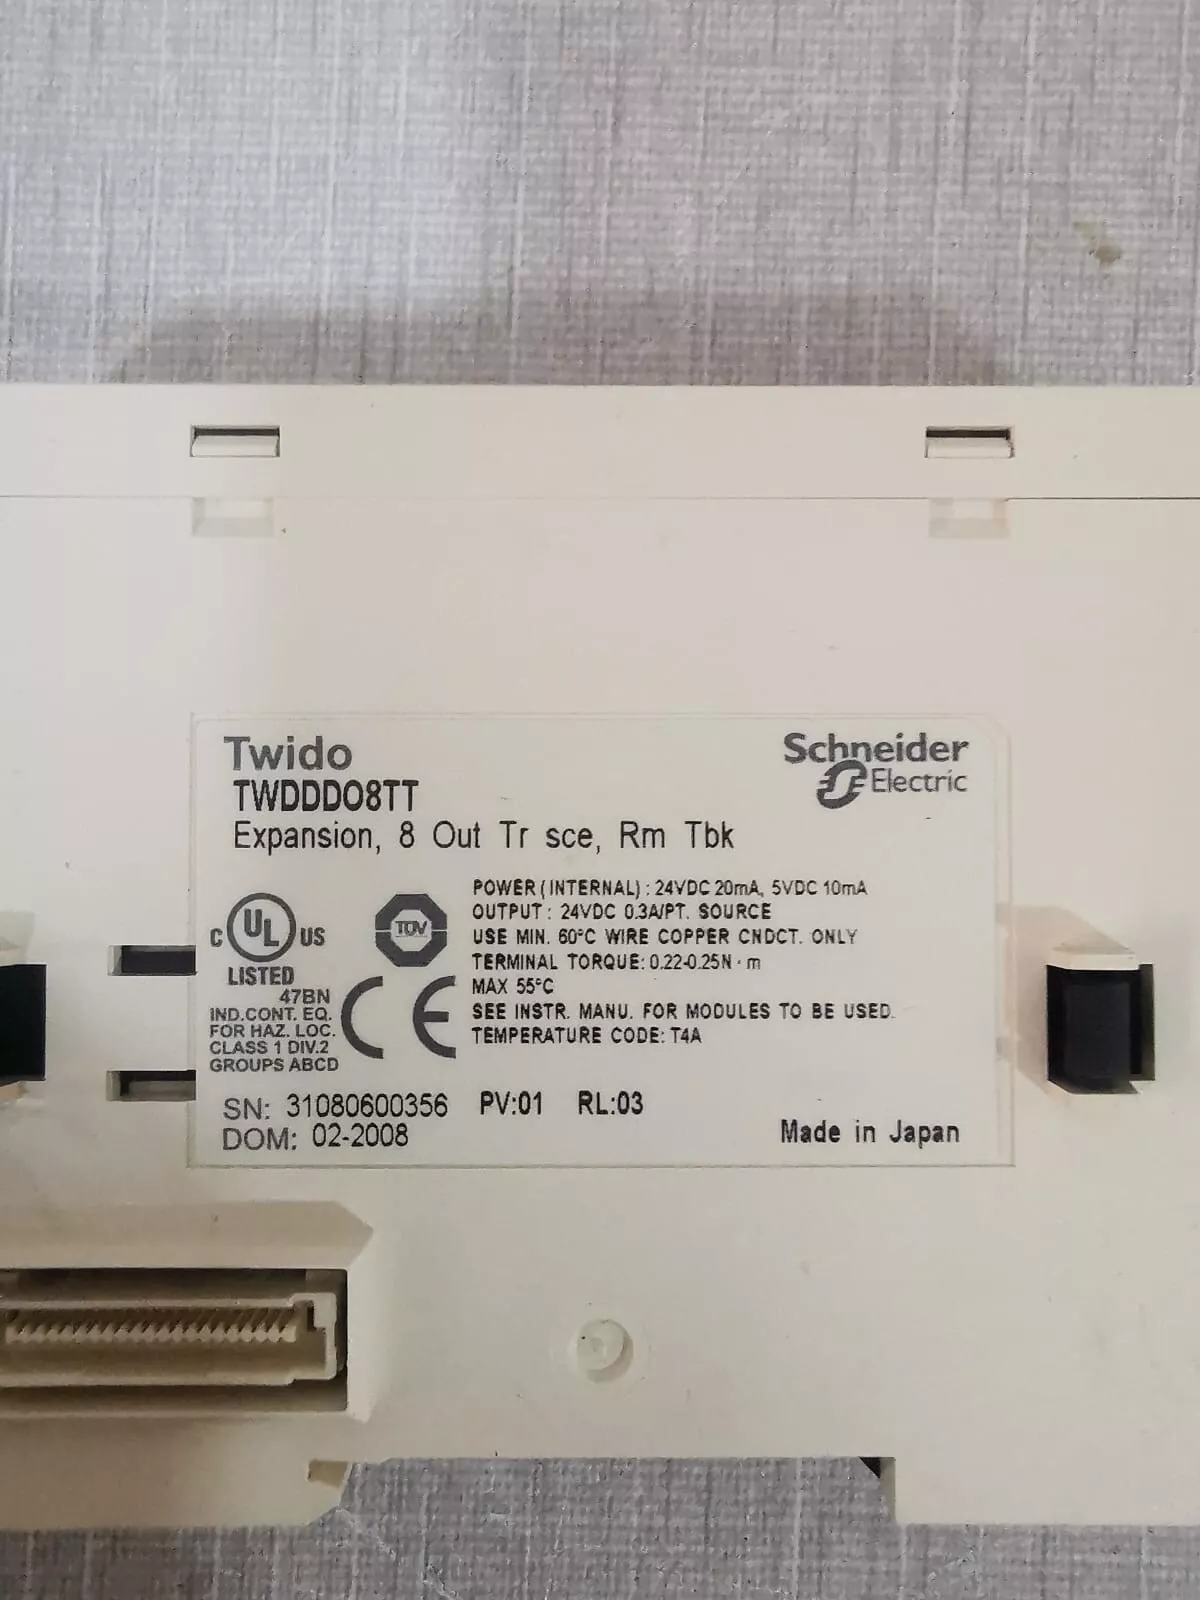 Twido
Schneider
Electric
TWDDDO8TT
Expansion, 8 Out Tr sce, Rm Tbk
POWER (INTERNAL) : 24VDC 20mA, 5VDC 10mA
OUTPUT : 24VDC 0.3A/PT. SOURCE
USE MIN. 60°C WIRE COPPER CNDCT. ONLY
TERMINAL TORQUE: 0.22-0.25N · m
MAX 55°C
SEE INSTR. MANU. FOR MODULES TO BE USED.
TEMPERATURE CODE: T4A
C UL US
LISTED
47BN
IND.CONT. EQ.
FOR HAZ. LOC.
CLASS 1 DIV.2
GROUPS ABCD
TUV
CE
SN: 31080600356 PV:01 RL:03
DOM: 02-2008
Made in Japan